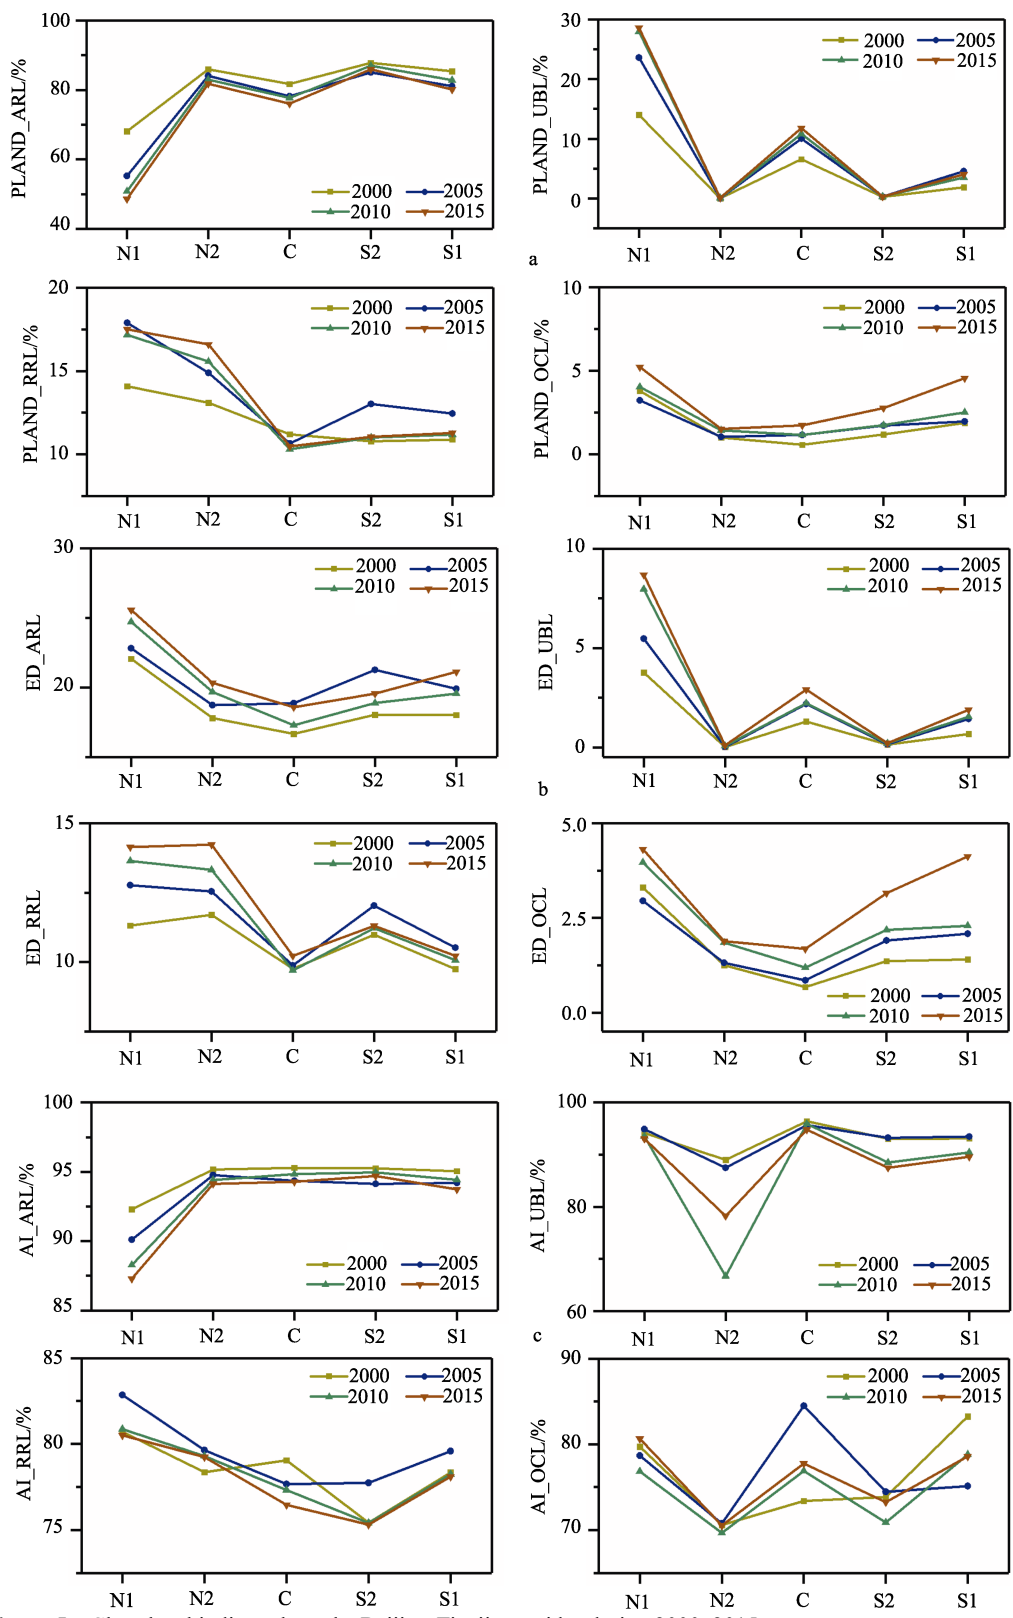 100
80
60
40
PLAND_ARL/%
2000 2005
2010 2015
N1 N2 C S2 S1
30
20
10
0
PLAND_UBL/%
2000 2005
2010 2015
N1 N2 C S2 S1
a
20
15
10
PLAND_RRL/%
2000 2005
2010 2015
N1 N2 C S2 S1
10
5
0
PLAND_OCL/%
2000 2005
2010 2015
N1 N2 C S2 S1
30
20
ED_ARL
2000 2005
2010 2015
N1 N2 C S2 S1
10
5
0
ED_UBL
2000 2005
2010 2015
N1 N2 C S2 S1
b
15
10
ED_RRL
2000 2005
2010 2015
N1 N2 C S2 S1
5.0
2.5
0.0
ED_OCL
2000 2005
2010 2015
N1 N2 C S2 S1
100
95
90
85
AI_ARL/%
2000 2005
2010 2015
N1 N2 C S2 S1
100
80
60
AI_UBL/%
2000 2005
2010 2015
N1 N2 C S2 S1
c
85
80
75
AI_RRL/%
2000 2005
2010 2015
N1 N2 C S2 S1
90
80
70
AI_OCL/%
2000 2005
2010 2015
N1 N2 C S2 S1